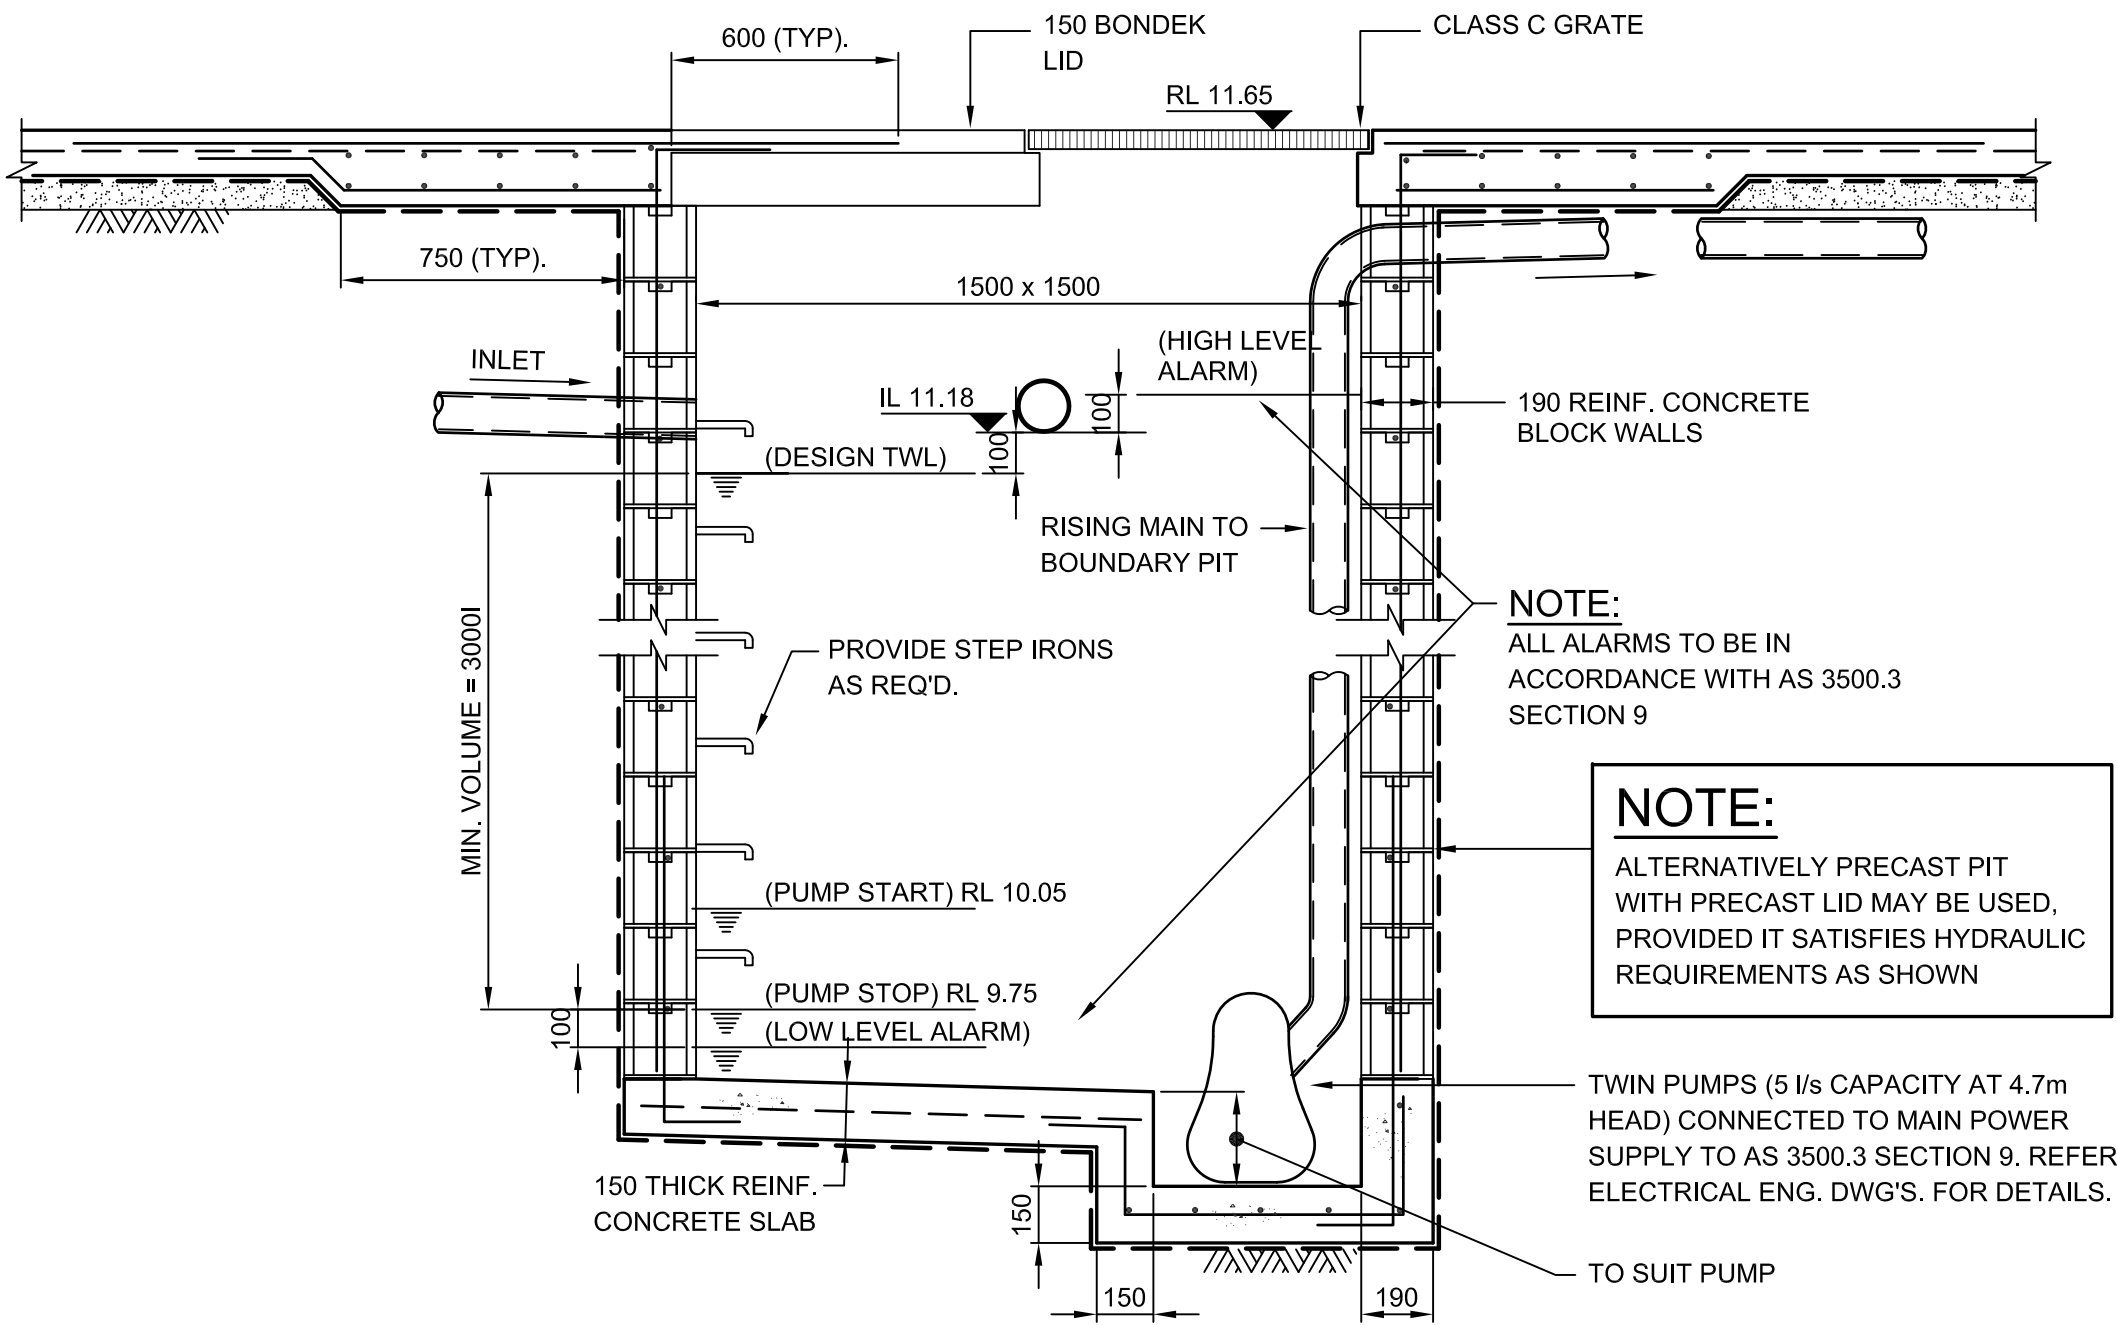 600 (TYP).
150 BONDEK
LID
CLASS C GRATE
RL 11.65
750 (TYP).
1500 x 1500
INLET
(HIGH LEVEL
ALARM)
IL 11.18
100
100
190 REINF. CONCRETE
BLOCK WALLS
(DESIGN TWL)
RISING MAIN TO
BOUNDARY PIT
MIN. VOLUME = 3000l
PROVIDE STEP IRONS
AS REQ'D.
NOTE:
ALL ALARMS TO BE IN
ACCORDANCE WITH AS 3500.3
SECTION 9
NOTE:
ALTERNATIVELY PRECAST PIT
WITH PRECAST LID MAY BE USED,
PROVIDED IT SATISFIES HYDRAULIC
REQUIREMENTS AS SHOWN
(PUMP START) RL 10.05
(PUMP STOP) RL 9.75
(LOW LEVEL ALARM)
100
TWIN PUMPS (5 l/s CAPACITY AT 4.7m
HEAD) CONNECTED TO MAIN POWER
SUPPLY TO AS 3500.3 SECTION 9. REFER
ELECTRICAL ENG. DWG'S. FOR DETAILS.
150 THICK REINF.
CONCRETE SLAB
150
TO SUIT PUMP
150
190